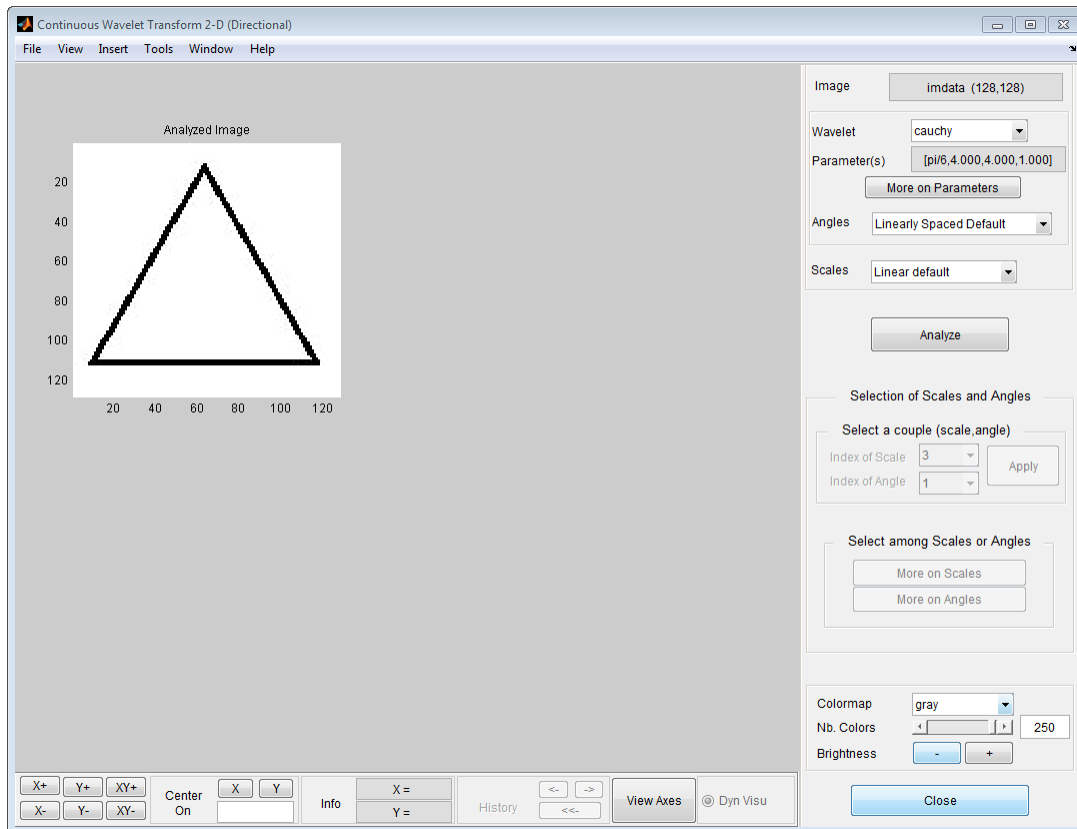 Continuous Wavelet Transform 2-D (Directional)
File View Insert Tools Window Help
Analyzed Image
20
40
60
80
100
120
20 40 60 80 100 120
Image imdata (128,128)
Wavelet cauchy
Parameter(s) [pi/6,4.000,4.000,1.000]
More on Parameters
Angles Linearly Spaced Default
Scales Linear default
Analyze
Selection of Scales and Angles
Select a couple (scale,angle)
Index of Scale 3
Index of Angle 1
Apply
Select among Scales or Angles
More on Scales
More on Angles
Colormap gray
Nb. Colors 250
Brightness - +
Close
X+ Y+ XY+
X- Y- XY-
Center On
X Y
Info
X =
Y =
History
<- ->
<<-
View Axes
Dyn Visu